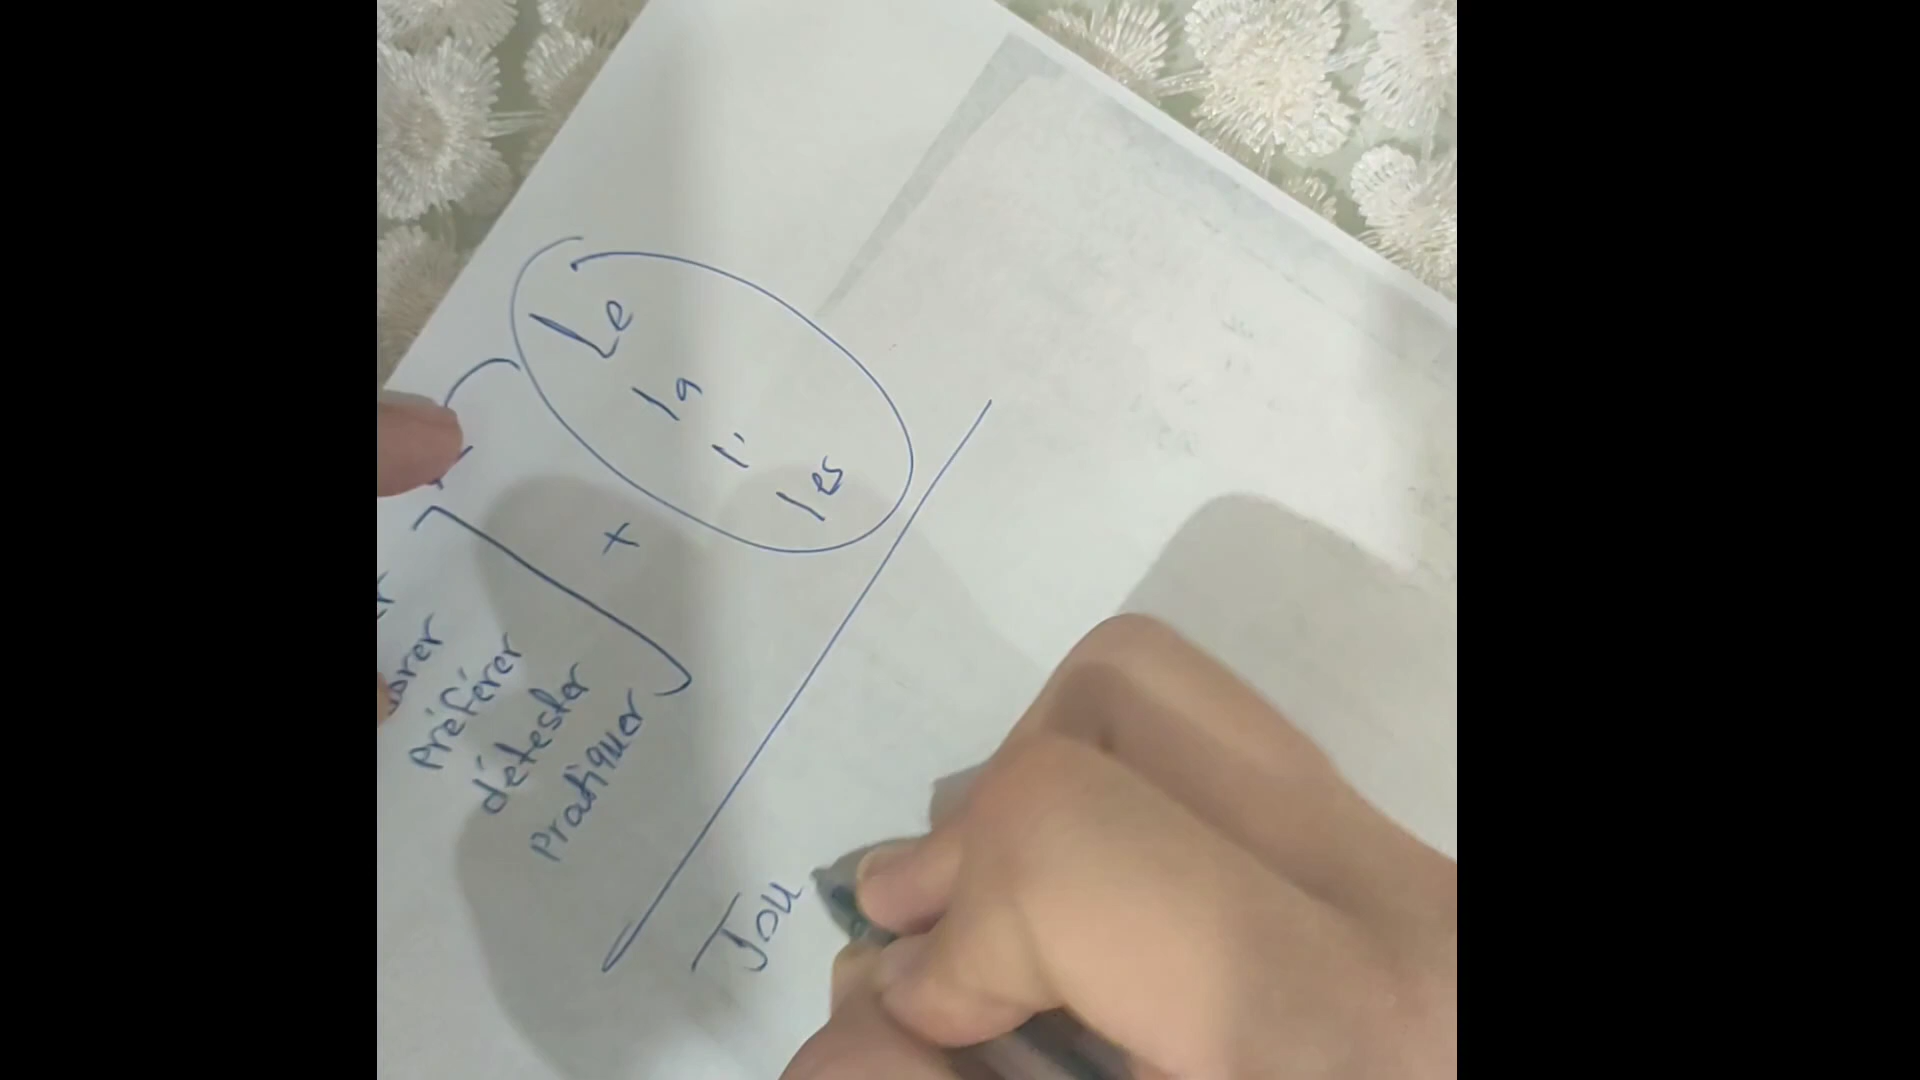 Le
la
l'
les
+
préférer
détester
pratiquer
Jou